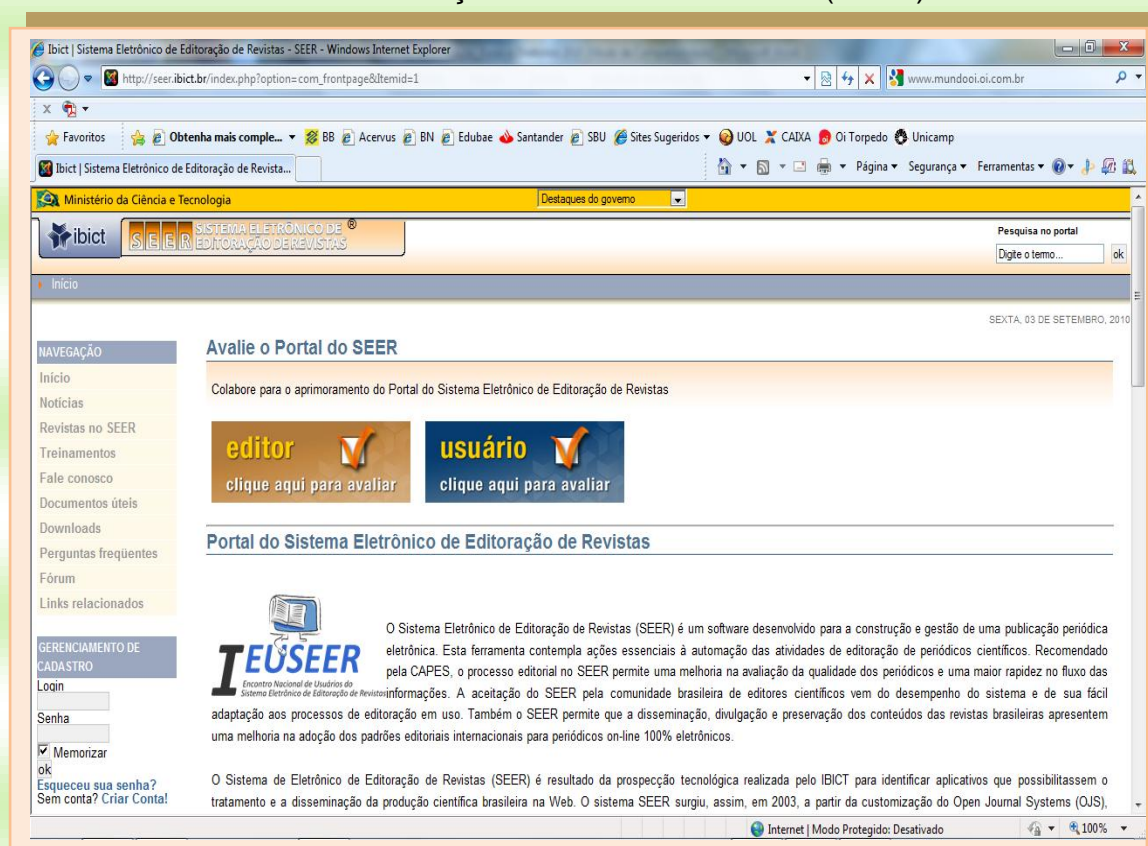 Ibict | Sistema Eletrônico de Editoração de Revistas - SEER - Windows Internet Explorer
http://seer.ibict.br/index.php?option=com_frontpage&Itemid=1
www.mundooi.oi.com.br
x
Favoritos Obtenha mais comple... BB Acervus BN Edubae Santander SBU Sites Sugeridos UOL CAIXA Oi Torpedo Unicamp
Ibict | Sistema Eletrônico de Editoração de Revista... Página Segurança Ferramentas
Ministério da Ciência e Tecnologia Destaques do governo
ibict SEER SISTEMA ELETRÔNICO DE ®
EDITORAÇÃO DE REVISTAS
Pesquisa no portal
Digite o termo... ok
Início
SEXTA, 03 DE SETEMBRO, 2010
NAVEGAÇÃO
Início
Notícias
Revistas no SEER
Treinamentos
Fale conosco
Documentos úteis
Downloads
Perguntas freqüentes
Fórum
Links relacionados
GERENCIAMENTO DE
CADASTRO
Login
Senha
Memorizar
ok
Esqueceu sua senha?
Sem conta? Criar Conta!
Avalie o Portal do SEER
Colabore para o aprimoramento do Portal do Sistema Eletrônico de Editoração de Revistas
editor
clique aqui para avaliar
usuário
clique aqui para avaliar
Portal do Sistema Eletrônico de Editoração de Revistas
I EUSEER
Encontro Nacional de Usuários do
Sistema Eletrônico de Editoração de Revistas
O Sistema Eletrônico de Editoração de Revistas (SEER) é um software desenvolvido para a construção e gestão de uma publicação periódica
eletrônica. Esta ferramenta contempla ações essenciais à automação das atividades de editoração de periódicos científicos. Recomendado
pela CAPES, o processo editorial no SEER permite uma melhoria na avaliação da qualidade dos periódicos e uma maior rapidez no fluxo das
informações. A aceitação do SEER pela comunidade brasileira de editores científicos vem do desempenho do sistema e de sua fácil
adaptação aos processos de editoração em uso. Também o SEER permite que a disseminação, divulgação e preservação dos conteúdos das revistas brasileiras apresentem
uma melhoria na adoção dos padrões editoriais internacionais para periódicos on-line 100% eletrônicos.
O Sistema de Eletrônico de Editoração de Revistas (SEER) é resultado da prospecção tecnológica realizada pelo IBICT para identificar aplicativos que possibilitassem o
tratamento e a disseminação da produção científica brasileira na Web. O sistema SEER surgiu, assim, em 2003, a partir da customização do Open Journal Systems (OJS),
Internet | Modo Protegido: Desativado 100%